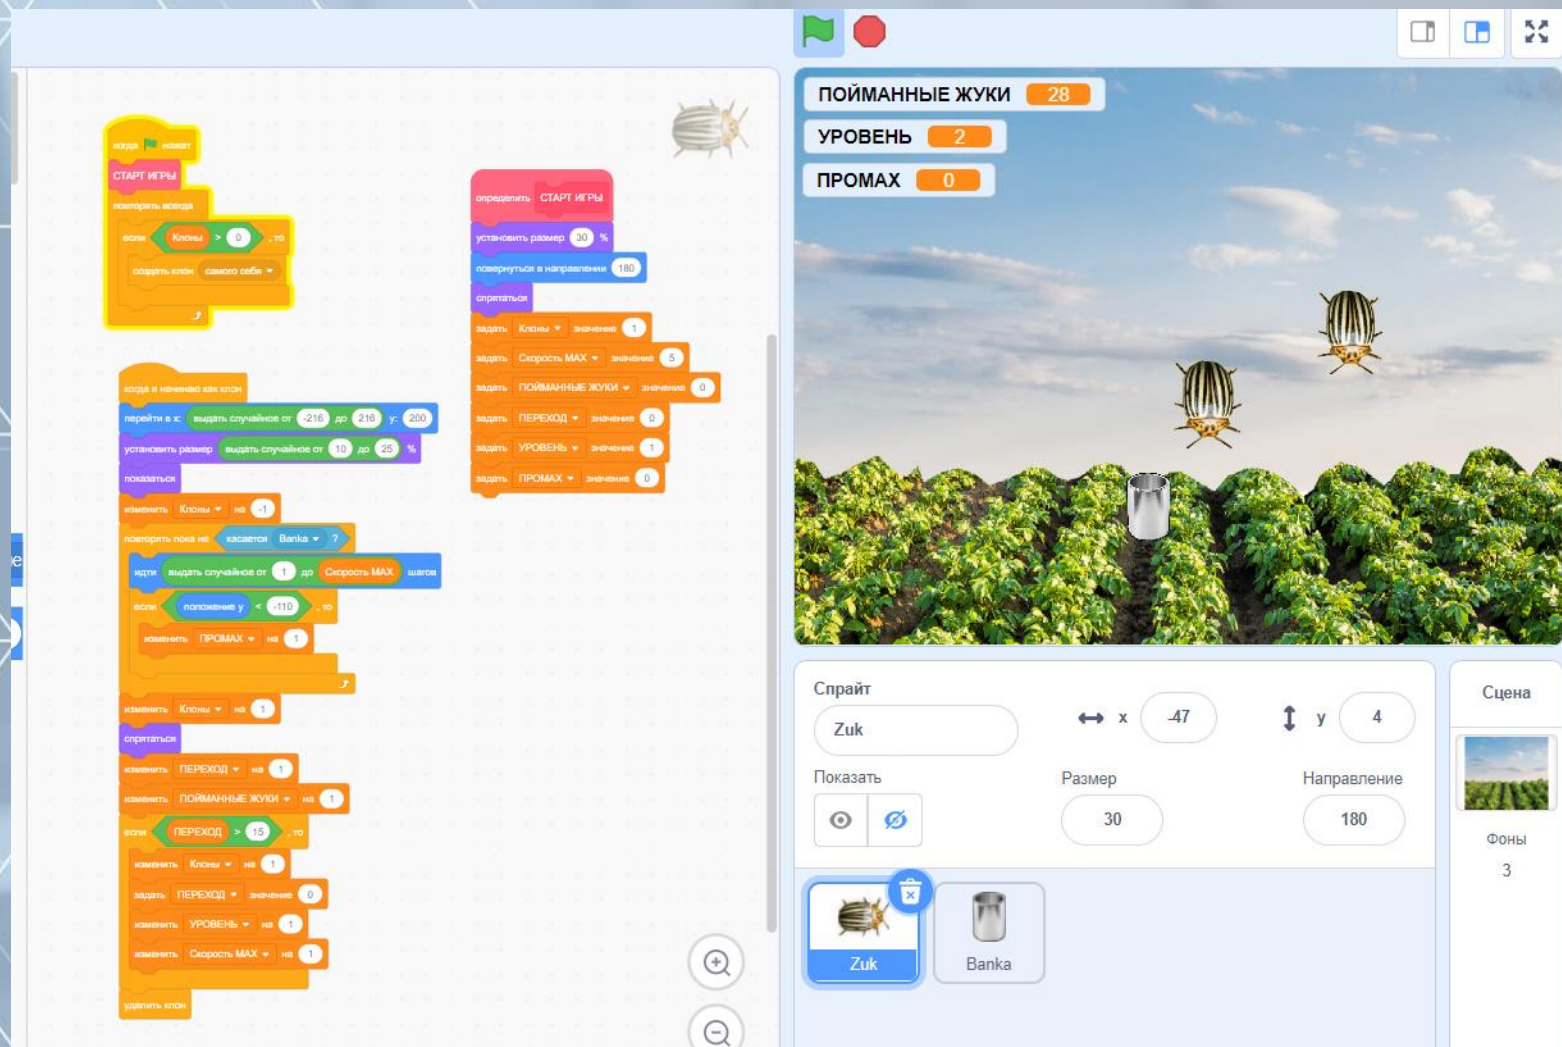 когда нажат
СТАРТ ИГРЫ
повторять всегда
если Клоны > 0 , то
создать клон самого себя
когда я начинаю как клон
перейти в x: выдать случайное от -216 до 216 y: 200
установить размер выдать случайное от 10 до 25 %
показаться
изменить Клоны на -1
повторять пока не касается Banka ?
идти выдать случайное от 1 до Скорость MAX шагов
если положение y < -110 , то
изменить ПРОМАХ на 1
изменить Клоны на 1
спрятаться
изменить ПЕРЕХОД на 1
изменить ПОЙМАННЫЕ ЖУКИ на 1
если ПЕРЕХОД > 15 , то
изменить Клоны на 1
задать ПЕРЕХОД значение 0
изменить УРОВЕНЬ на 1
изменить Скорость MAX на 1
удалить клон
определить СТАРТ ИГРЫ
установить размер 30 %
повернуться в направлении 180
спрятаться
задать Клоны значение 1
задать Скорость MAX значение 5
задать ПОЙМАННЫЕ ЖУКИ значение 0
задать ПЕРЕХОД значение 0
задать УРОВЕНЬ значение 1
задать ПРОМАХ значение 0
ПОЙМАННЫЕ ЖУКИ 28
УРОВЕНЬ 2
ПРОМАХ 0
Спрайт
Zuk
x -47
y 4
Показать
Размер
30
Направление
180
Zuk
Banka
Сцена
Фоны
3